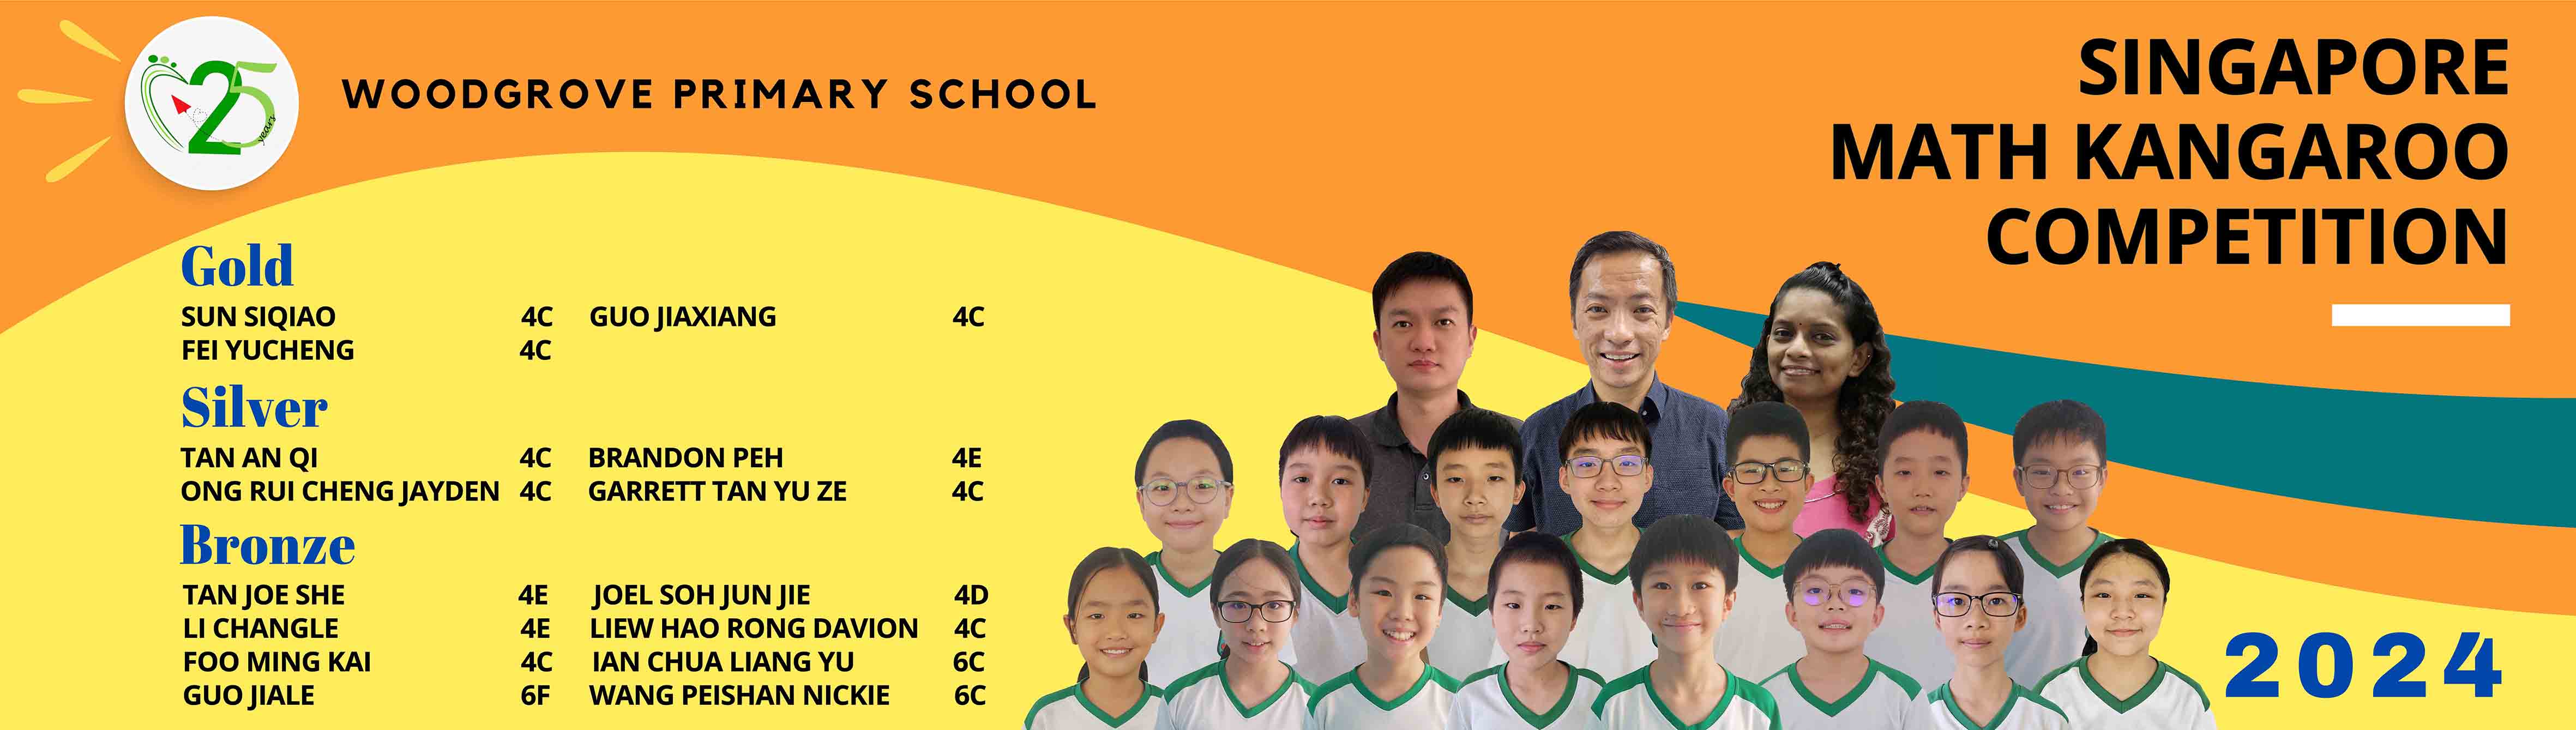 25
years
WOODGROVE PRIMARY SCHOOL
SINGAPORE
MATH KANGAROO
COMPETITION
Gold
SUN SIQIAO 4C GUO JIAXIANG 4C
FEI YUCHENG 4C
Silver
TAN AN QI 4C BRANDON PEH 4E
ONG RUI CHENG JAYDEN 4C GARRETT TAN YU ZE 4C
Bronze
TAN JOE SHE 4E JOEL SOH JUN JIE 4D
LI CHANGLE 4E LIEW HAO RONG DAVION 4C
FOO MING KAI 4C IAN CHUA LIANG YU 6C
GUO JIALE 6F WANG PEISHAN NICKIE 6C
2024